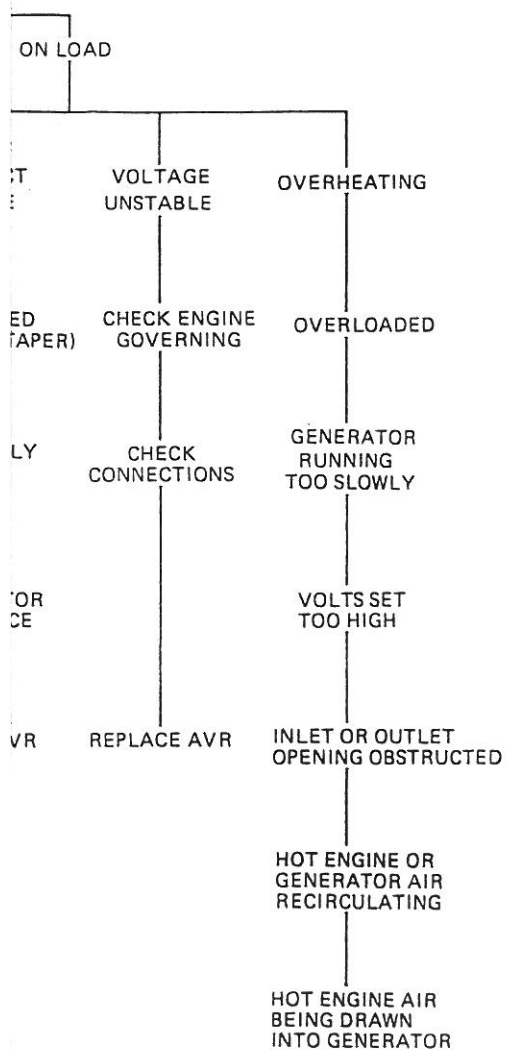 ON LOAD
VOLTAGE
UNSTABLE
OVERHEATING
TAPER)
CHECK ENGINE
GOVERNING
OVERLOADED
CHECK
CONNECTIONS
GENERATOR
RUNNING
TOO SLOWLY
VOLTS SET
TOO HIGH
REPLACE AVR
INLET OR OUTLET
OPENING OBSTRUCTED
HOT ENGINE OR
GENERATOR AIR
RECIRCULATING
HOT ENGINE AIR
BEING DRAWN
INTO GENERATOR